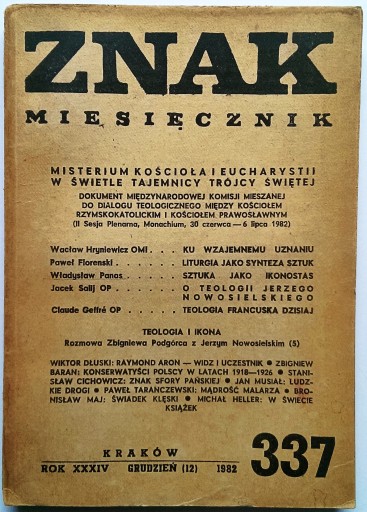 ZNAK
MIESIĘCZNIK
MISTERIUM KOŚCIOŁA I EUCHARYSTII
W ŚWIETLE TAJEMNICY TRÓJCY ŚWIĘTEJ
DOKUMENT MIĘDZYNARODOWEJ KOMISJI MIESZANEJ
DO DIALOGU TEOLOGICZNEGO MIĘDZY KOŚCIOŁEM
RZYMSKOKATOLICKIM I KOŚCIOŁEM PRAWOSŁAWNYM
(II Sesja Plenarna, Monachium, 30 czerwca — 6 lipca 1982)
Wacław Hryniewicz OMI . . . KU WZAJEMNEMU UZNANIU
Paweł Florenski . . . . . LITURGIA JAKO SYNTEZA SZTUK
Władysław Panas . . . . . SZTUKA JAKO IKONOSTAS
Jacek Salij OP . . . . . O TEOLOGII JERZEGO
NOWOSIELSKIEGO
Claude Geffré OP . . . . . TEOLOGIA FRANCUSKA DZISIAJ
TEOLOGIA I IKONA
Rozmowa Zbigniewa Podgórca z Jerzym Nowosielskim (5)
WIKTOR DŁUSKI: RAYMOND ARON — WIDZ I UCZESTNIK ● ZBIGNIEW
BARAN: KONSERWATYŚCI POLSCY W LATACH 1918—1926 ● STANI-
SŁAW CICHOWICZ: ZNAK SFORY PAŃSKIEJ ● JAN MUSIAŁ: LUDZ-
KIE DROGI ● PAWEŁ TARANCZEWSKI: MĄDROŚĆ MALARZA ● BRO-
NISŁAW MAJ: ŚWIADEK KLĘSKI ● MICHAŁ HELLER: W ŚWIECIE
KSIĄŻEK
KRAKÓW
ROK XXXIV GRUDZIEŃ (12) 1982
337